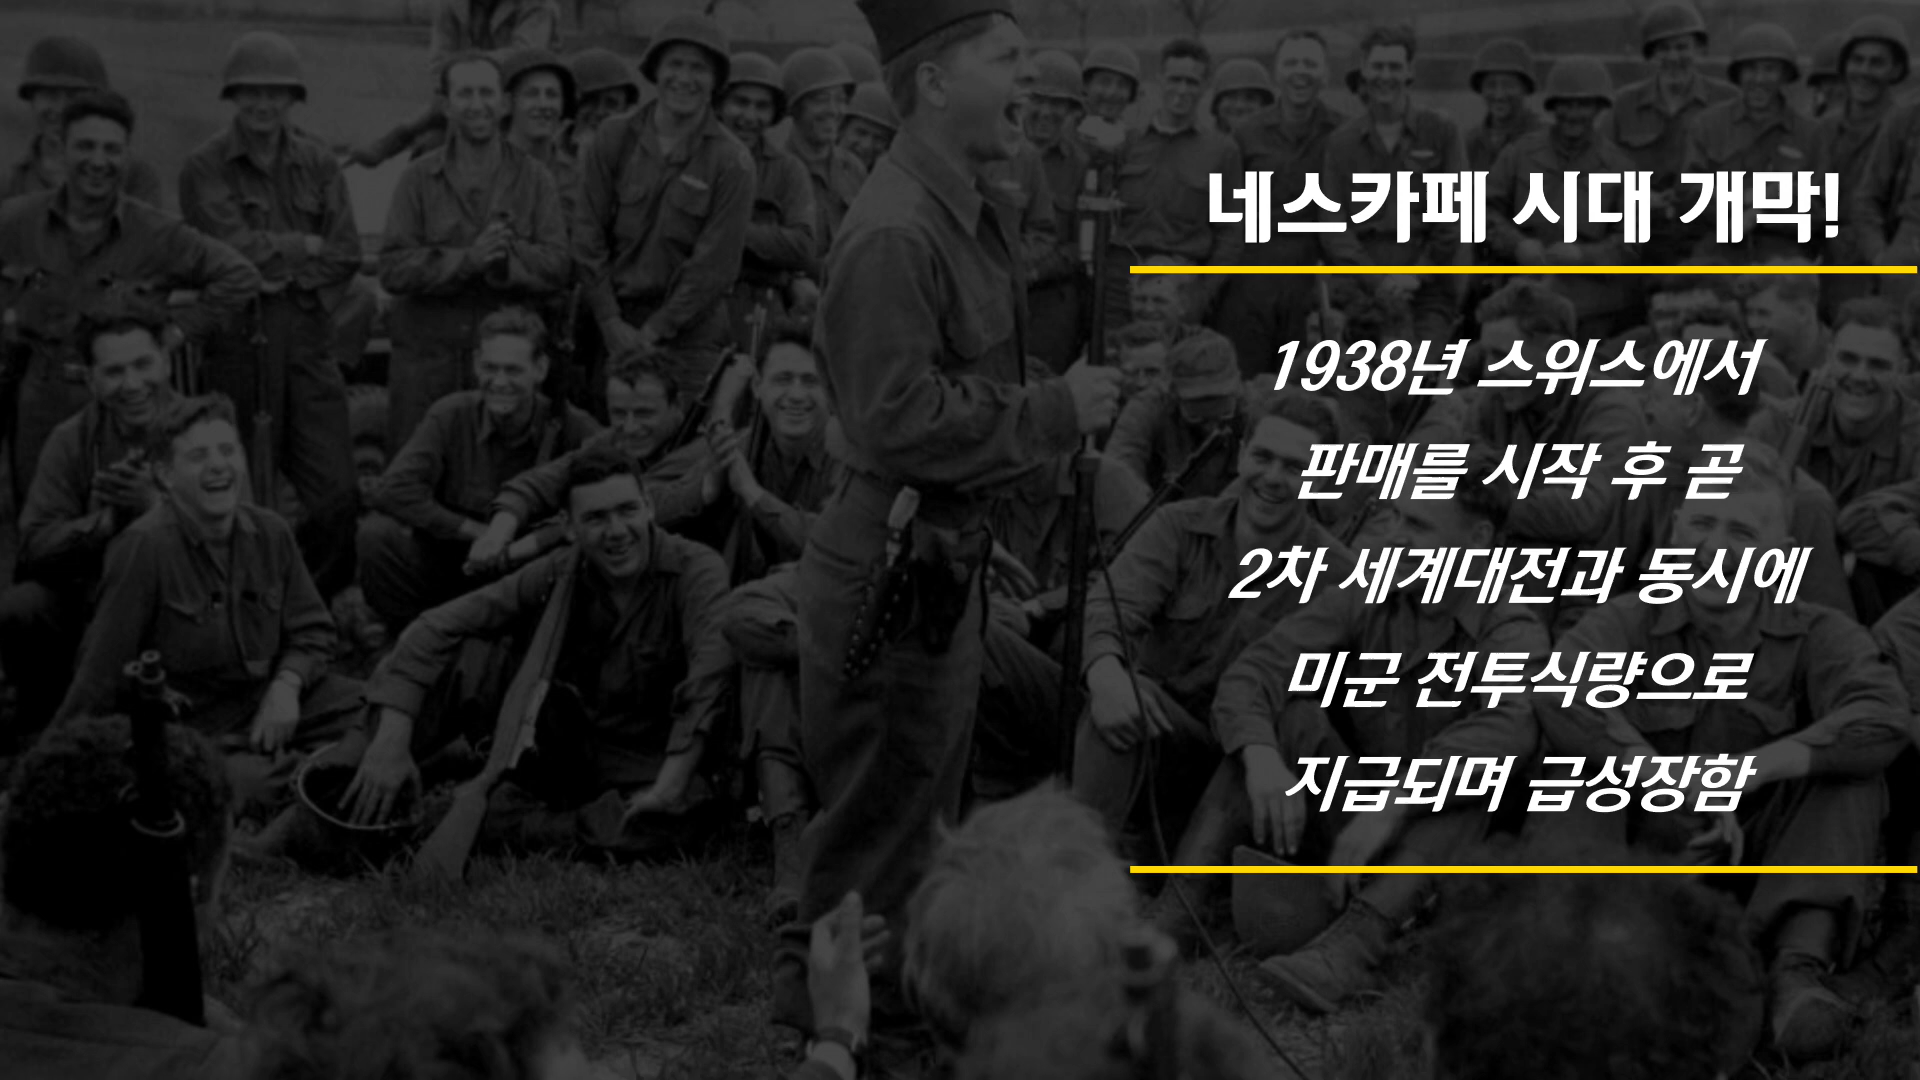 네스카페 시대 개막!
1938년 스위스에서
판매를 시작 후 곧
2차 세계대전과 동시에
미군 전투식량으로
지급되며 급성장함